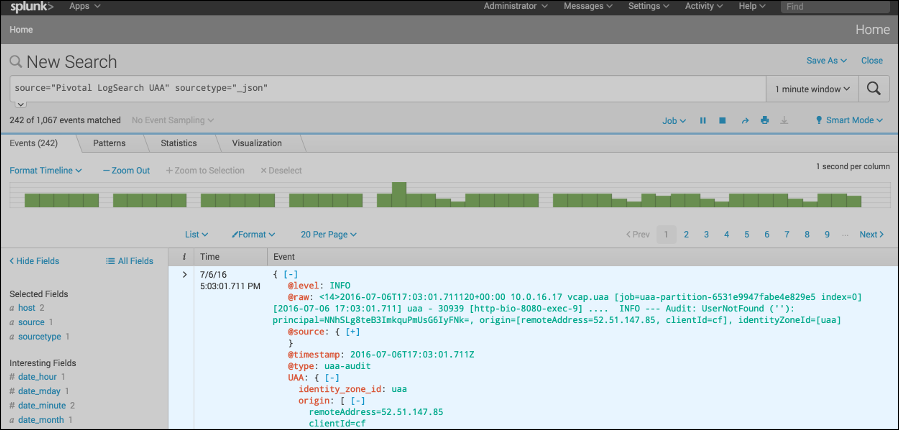 splunk> Apps Administrator Messages Settings Activity Help Find
Home Home
New Search Save As Close
source="Pivotal LogSearch UAA" sourcetype="_json" 1 minute window
242 of 1,067 events matched No Event Sampling Job Smart Mode
Events (242) Patterns Statistics Visualization
Format Timeline — Zoom Out + Zoom to Selection × Deselect 1 second per column
List Format 20 Per Page < Prev 1 2 3 4 5 6 7 8 9 ... Next >
< Hide Fields All Fields i Time Event
Selected Fields
a host 2
a source 1
a sourcetype 1
Interesting Fields
# date_hour 1
# date_mday 1
# date_minute 2
a date_month 1
> 7/6/16
5:03:01.711 PM
{ [-]
@level: INFO
@raw: <14>2016-07-06T17:03:01.711120+00:00 10.0.16.17 vcap.uaa [job=uaa-partition-6531e9947fabe4e829e5 index=0]
[2016-07-06 17:03:01.711] uaa - 30939 [http-bio-8080-exec-9] .... INFO --- Audit: UserNotFound (''):
principal=NNhSLg8teB3ImkquPmUsG6IyFNk=, origin=[remoteAddress=52.51.147.85, clientId=cf], identityZoneId=[uaa]
@source: { [+]
}
@timestamp: 2016-07-06T17:03:01.711Z
@type: uaa-audit
UAA: { [-]
identity_zone_id: uaa
origin: [ [-]
remoteAddress=52.51.147.85
clientId=cf